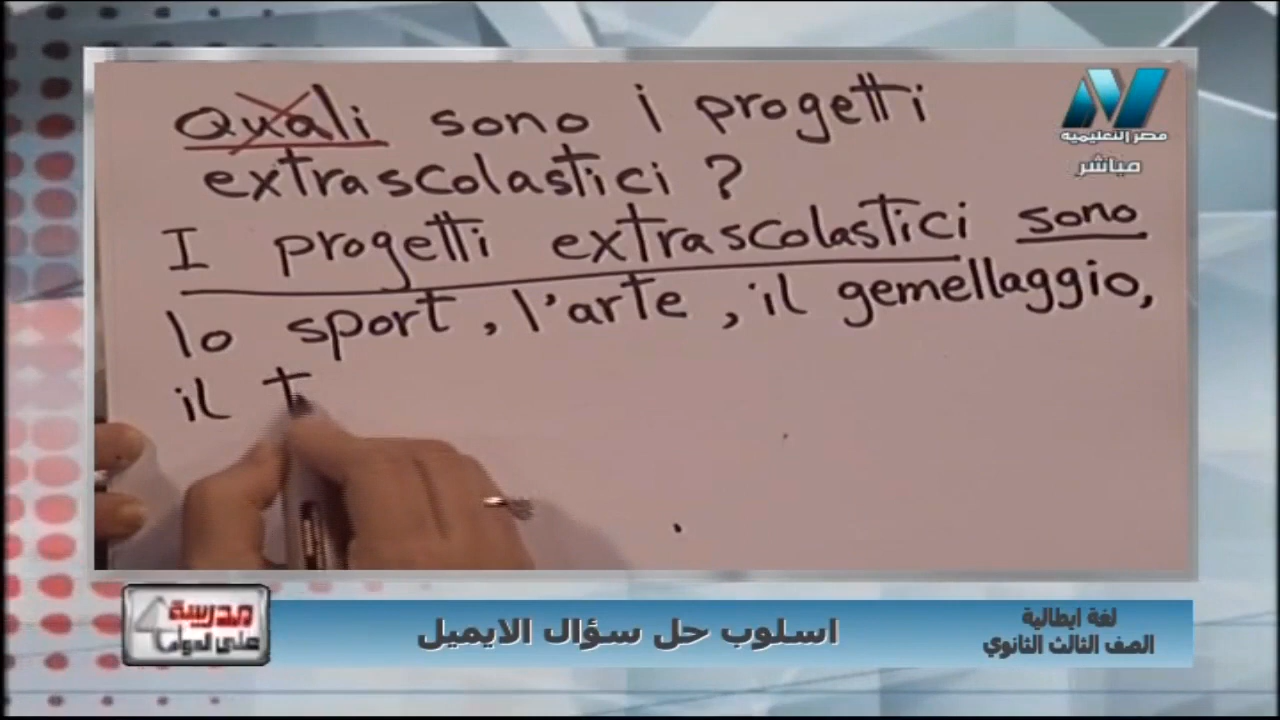 Quali sono i progetti
extrascolastici ?
I progetti extrascolastici sono
lo sport, l'arte, il gemellaggio,
il t
مصر التعليمية
مباشر
مدرسة
على الهواء
اسلوب حل سؤال الايميل
لغة ايطالية
الصف الثالث الثانوي